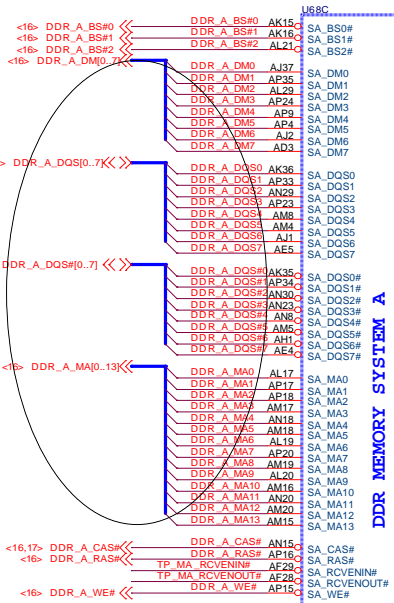 U68C
<16> DDR_A_BS#0 DDR_A_BS#0 AK15 SA_BS0#
<16> DDR_A_BS#1 DDR_A_BS#1 AK16 SA_BS1#
<16> DDR_A_BS#2 DDR_A_BS#2 AL21 SA_BS2#
<16> DDR_A_DM[0..7]
DDR_A_DM0 AJ37 SA_DM0
DDR_A_DM1 AP35 SA_DM1
DDR_A_DM2 AL29 SA_DM2
DDR_A_DM3 AP24 SA_DM3
DDR_A_DM4 AP9 SA_DM4
DDR_A_DM5 AP4 SA_DM5
DDR_A_DM6 AJ2 SA_DM6
DDR_A_DM7 AD3 SA_DM7
> DDR_A_DQS[0..7]
DDR_A_DQS0 AK36 SA_DQS0
DDR_A_DQS1 AP33 SA_DQS1
DDR_A_DQS2 AN29 SA_DQS2
DDR_A_DQS3 AP23 SA_DQS3
DDR_A_DQS4 AM8 SA_DQS4
DDR_A_DQS5 AM4 SA_DQS5
DDR_A_DQS6 AJ1 SA_DQS6
DDR_A_DQS7 AE5 SA_DQS7
> DDR_A_DQS#[0..7]
DDR_A_DQS#0 AK35 SA_DQS0#
DDR_A_DQS#1 AP34 SA_DQS1#
DDR_A_DQS#2 AN30 SA_DQS2#
DDR_A_DQS#3 AN23 SA_DQS3#
DDR_A_DQS#4 AN8 SA_DQS4#
DDR_A_DQS#5 AM5 SA_DQS5#
DDR_A_DQS#6 AH1 SA_DQS6#
DDR_A_DQS#7 AE4 SA_DQS7#
<16> DDR_A_MA[0..13]
DDR_A_MA0 AL17 SA_MA0
DDR_A_MA1 AP17 SA_MA1
DDR_A_MA2 AP18 SA_MA2
DDR_A_MA3 AM17 SA_MA3
DDR_A_MA4 AN18 SA_MA4
DDR_A_MA5 AM18 SA_MA5
DDR_A_MA6 AL19 SA_MA6
DDR_A_MA7 AP20 SA_MA7
DDR_A_MA8 AM19 SA_MA8
DDR_A_MA9 AL20 SA_MA9
DDR_A_MA10 AM16 SA_MA10
DDR_A_MA11 AN20 SA_MA11
DDR_A_MA12 AM20 SA_MA12
DDR_A_MA13 AM15 SA_MA13
<16,17> DDR_A_CAS# DDR_A_CAS# AN15 SA_CAS#
<16> DDR_A_RAS# DDR_A_RAS# AP16 SA_RAS#
TP_MA_RCVENIN# AF29 SA_RCVENIN#
TP_MA_RCVENOUT# AF28 SA_RCVENOUT#
<16> DDR_A_WE# DDR_A_WE# AP15 SA_WE#
DDR MEMORY SYSTEM A